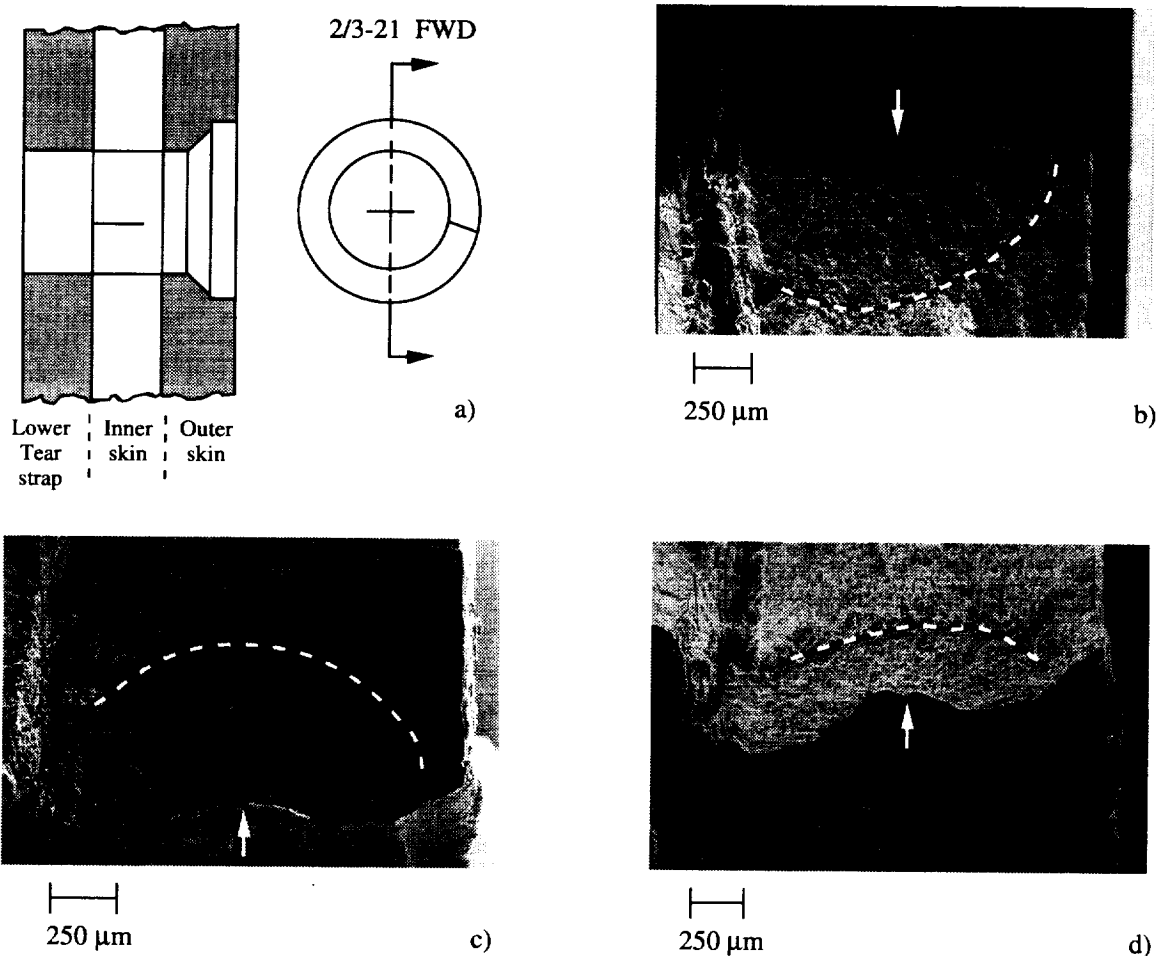 2/3-21 FWD
a)
Lower Tear strap
Inner skin
Outer skin
250 μm
b)
250 μm
c)
250 μm
d)